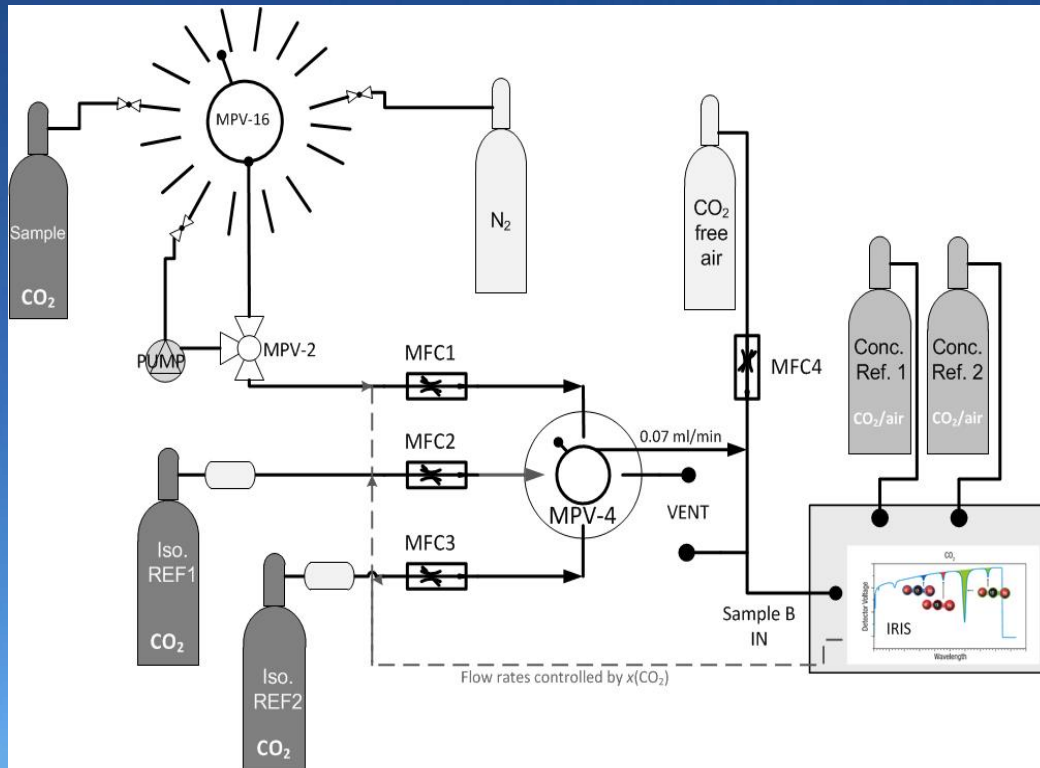 MPV-16
Sample
CO₂
N₂
CO₂
free
air
PUMP
MPV-2
MFC1
MFC4
Conc.
Ref. 1
CO₂/air
Conc.
Ref. 2
CO₂/air
MFC2
0.07 ml/min
MPV-4
VENT
MFC3
Iso.
REF1
CO₂
Iso.
REF2
CO₂
Sample B
IN
CO₂
Detector Voltage
IRIS
Wavelength
Flow rates controlled by x(CO₂)